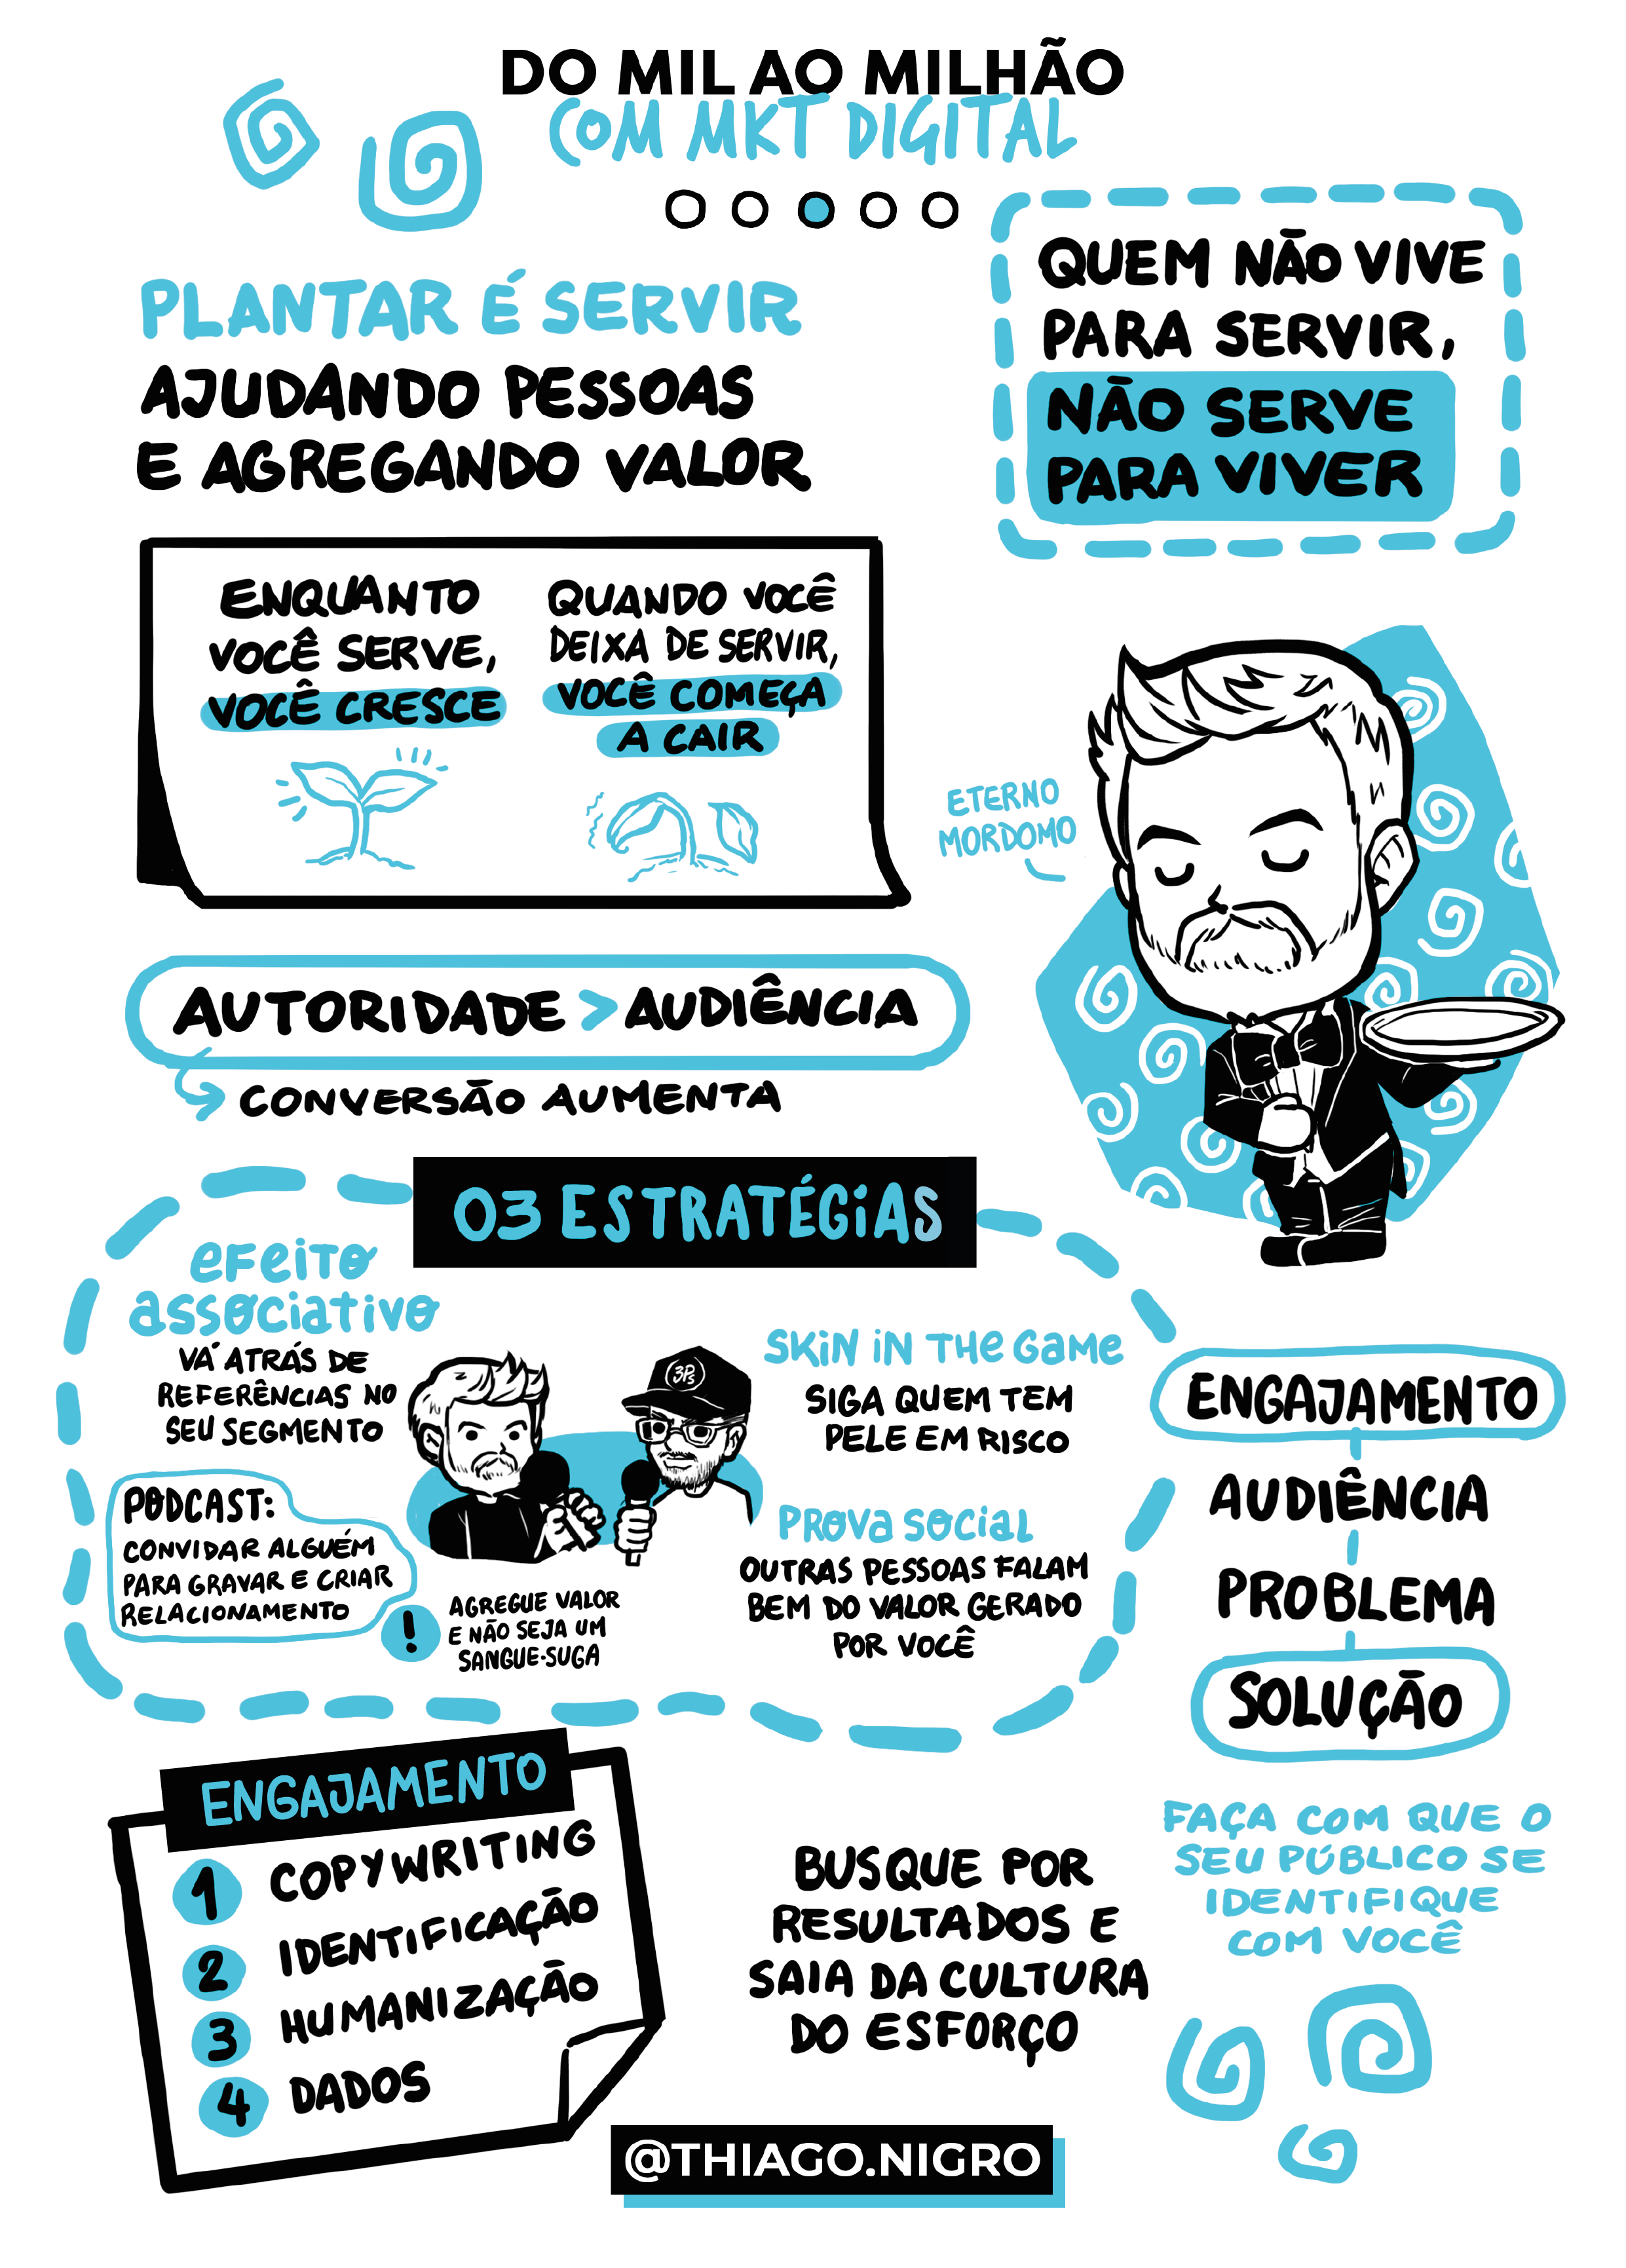 DO MIL AO MILHÃO
COM MKT DIGITAL
PLANTAR É SERVIR
AJUDANDO PESSOAS
E AGREGANDO VALOR
QUEM NÃO VIVE
PARA SERVIR,
NÃO SERVE
PARA VIVER
ENQUANTO
VOCÊ SERVE,
VOCÊ CRESCE
QUANDO VOCÊ
DEIXA DE SERVIR,
VOCÊ COMEÇA
A CAIR
ETERNO
MORDOMO
AUTORIDADE > AUDIÊNCIA
CONVERSÃO AUMENTA
03 ESTRATÉGIAS
EFEITO
ASSOCIATIVO
VÁ ATRÁS DE
REFERÊNCIAS NO
SEU SEGMENTO
PODCAST:
CONVIDAR ALGUÉM
PARA GRAVAR E CRIAR
RELACIONAMENTO
3Ps
!
AGREGUE VALOR
E NÃO SEJA UM
SANGUE-SUGA
SKIN IN THE GAME
SIGA QUEM TEM
PELE EM RISCO
PROVA SOCIAL
OUTRAS PESSOAS FALAM
BEM DO VALOR GERADO
POR VOCÊ
ENGAJAMENTO
AUDIÊNCIA
PROBLEMA
SOLUÇÃO
FAÇA COM QUE O
SEU PÚBLICO SE
IDENTIFIQUE
COM VOCÊ
ENGAJAMENTO
1 COPYWRITING
2 IDENTIFICAÇÃO
3 HUMANIZAÇÃO
4 DADOS
BUSQUE POR
RESULTADOS E
SAIA DA CULTURA
DO ESFORÇO
@THIAGO.NIGRO